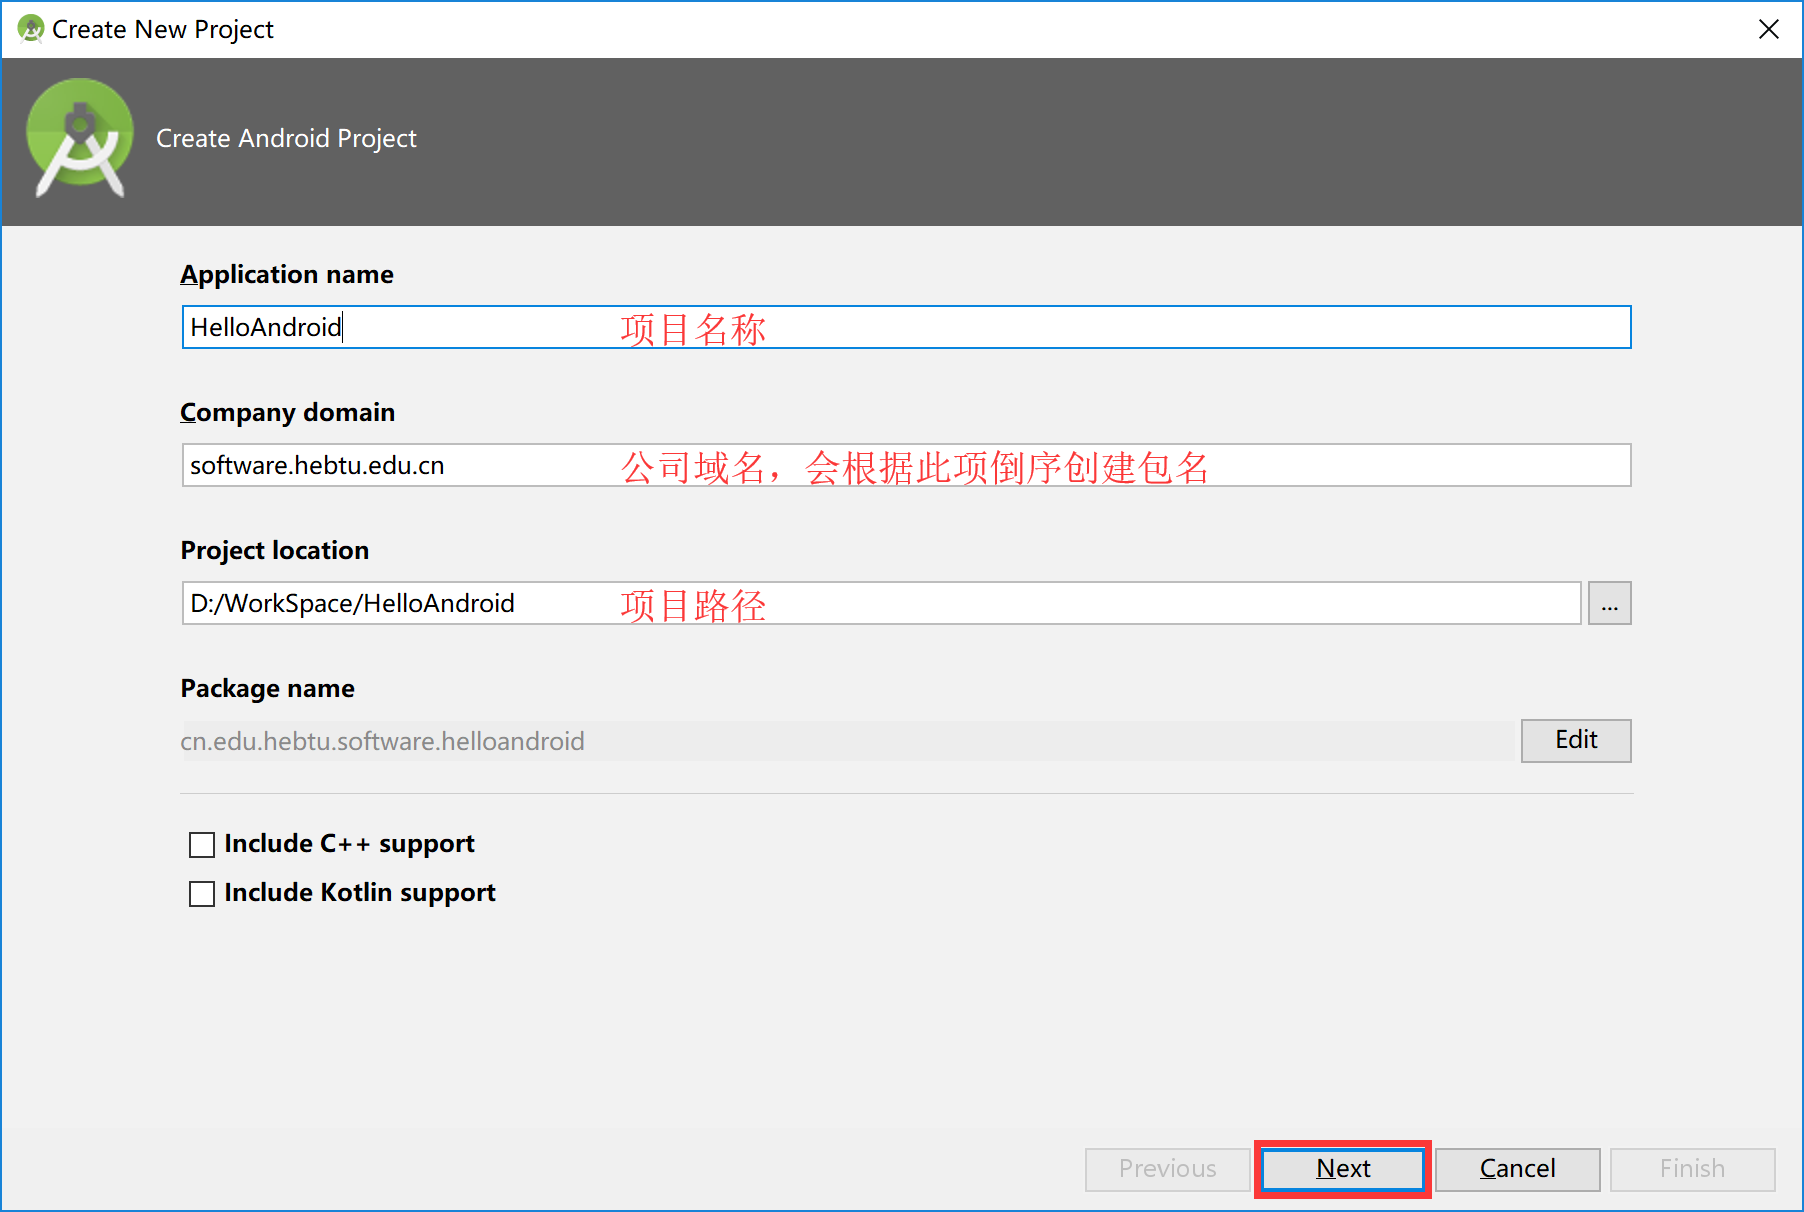 Create New Project
Create Android Project
Application name
HelloAndroid 项目名称
Company domain
software.hebtu.edu.cn 公司域名，会根据此项倒序创建包名
Project location
D:/WorkSpace/HelloAndroid 项目路径 ...
Package name
cn.edu.hebtu.software.helloandroid Edit
Include C++ support
Include Kotlin support
Previous Next Cancel Finish